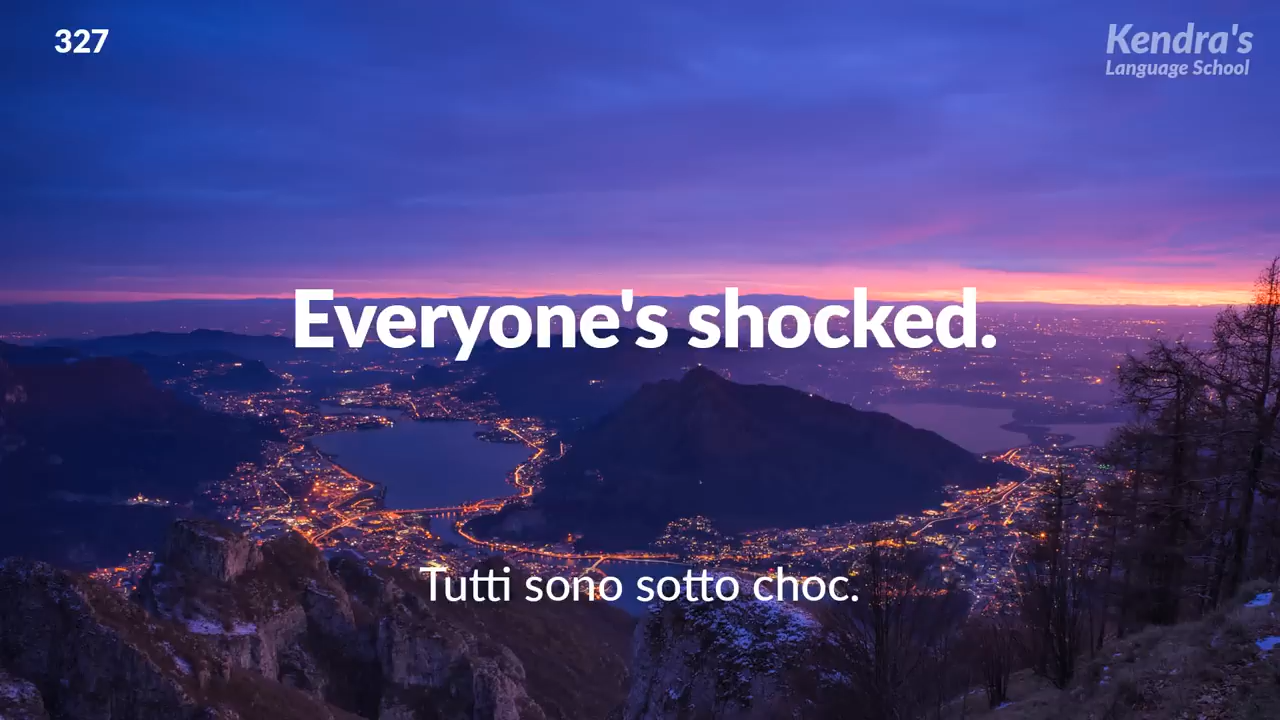 327
Kendra's
Language School
Everyone's shocked.
Tutti sono sotto choc.